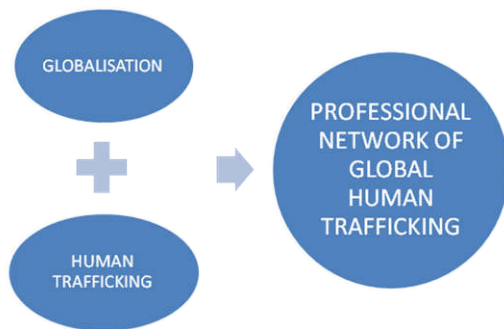 GLOBALISATION
HUMAN
TRAFFICKING
PROFESSIONAL
NETWORK OF
GLOBAL
HUMAN
TRAFFICKING